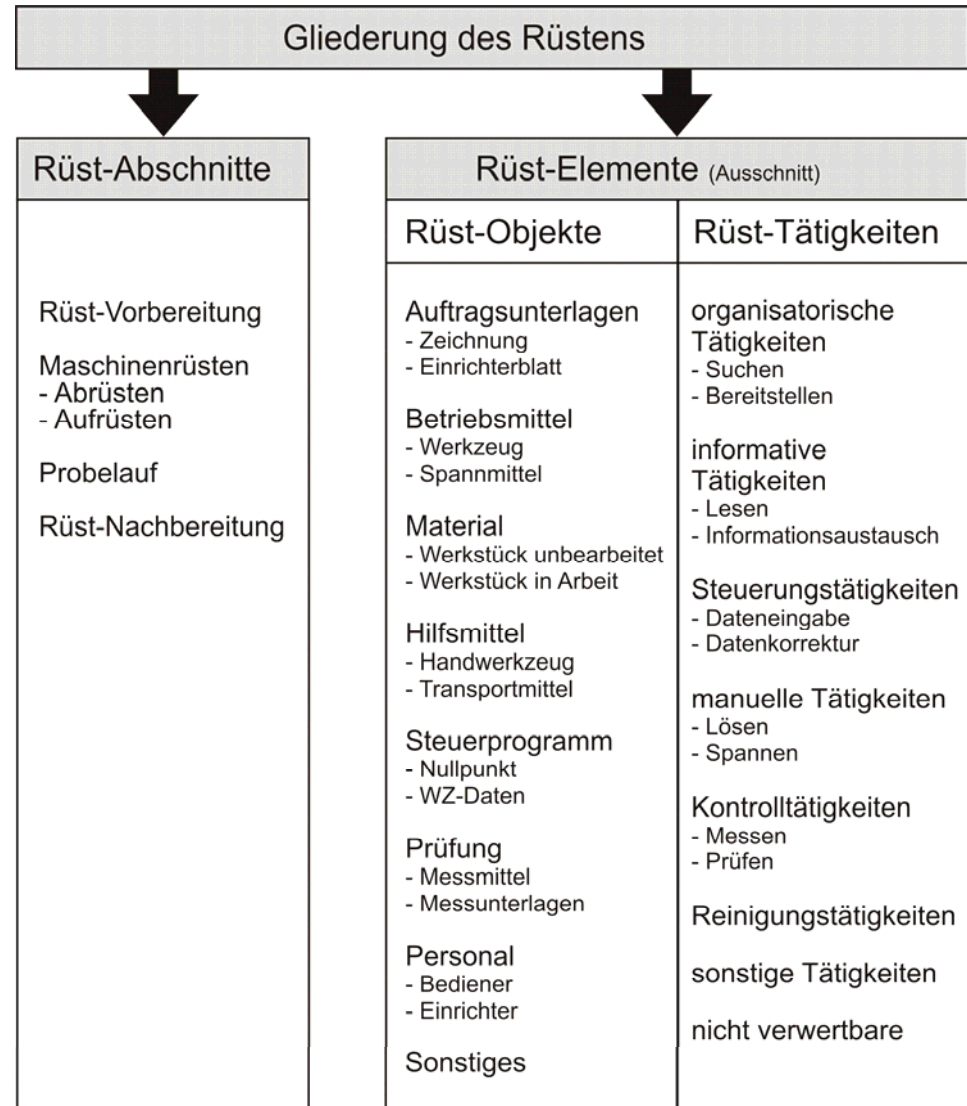 Gliederung des Rüstens
Rüst-Abschnitte
Rüst-Vorbereitung
Maschinenrüsten
- Abrüsten
- Aufrüsten
Probelauf
Rüst-Nachbereitung
Rüst-Elemente (Ausschnitt)
Rüst-Objekte
Auftragsunterlagen
- Zeichnung
- Einrichterblatt
Betriebsmittel
- Werkzeug
- Spannmittel
Material
- Werkstück unbearbeitet
- Werkstück in Arbeit
Hilfsmittel
- Handwerkzeug
- Transportmittel
Steuerprogramm
- Nullpunkt
- WZ-Daten
Prüfung
- Messmittel
- Messunterlagen
Personal
- Bediener
- Einrichter
Sonstiges
Rüst-Tätigkeiten
organisatorische
Tätigkeiten
- Suchen
- Bereitstellen
informative
Tätigkeiten
- Lesen
- Informationsaustausch
Steuerungstätigkeiten
- Dateneingabe
- Datenkorrektur
manuelle Tätigkeiten
- Lösen
- Spannen
Kontrolltätigkeiten
- Messen
- Prüfen
Reinigungstätigkeiten
sonstige Tätigkeiten
nicht verwertbare